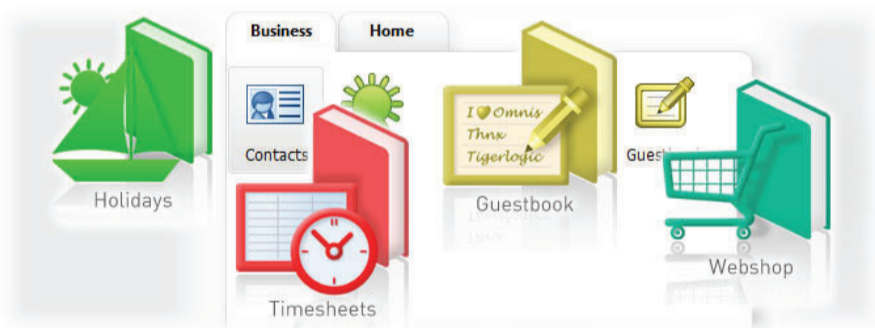 Business
Home
Contacts
I Omnis
Thnx
Tigerlogic
Holidays
Guestbook
Webshop
Timesheets